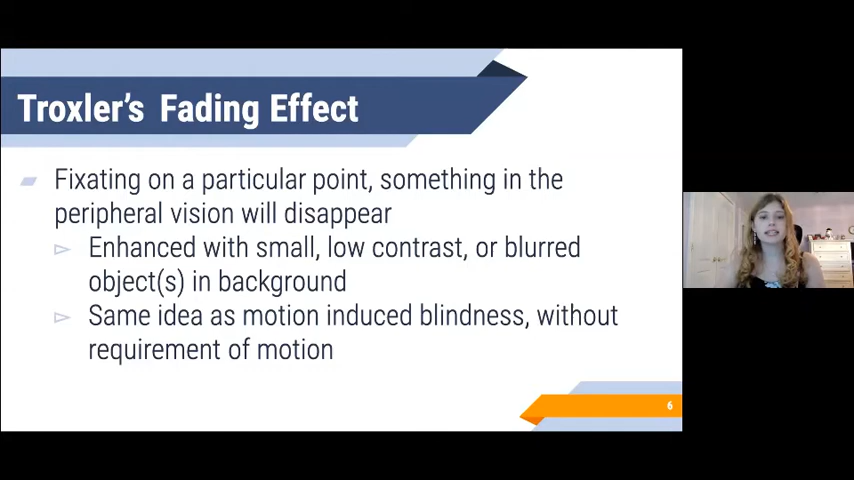 Troxler's Fading Effect
Fixating on a particular point, something in the
peripheral vision will disappear
Enhanced with small, low contrast, or blurred
object(s) in background
Same idea as motion induced blindness, without
requirement of motion
6